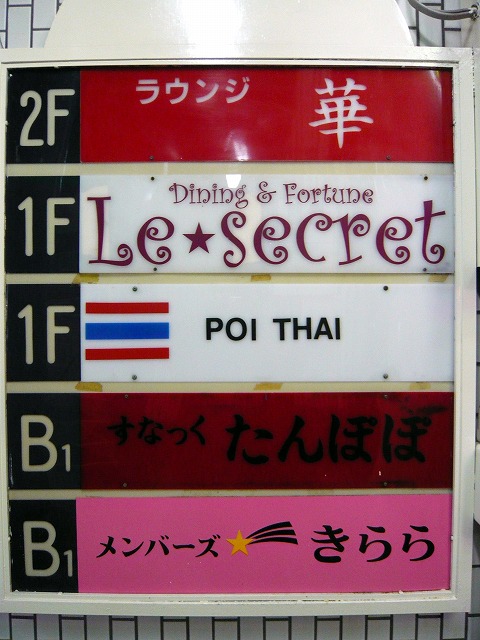 2F
ラウンジ 華
1F
Dining & Fortune
Le★secret
1F
POI THAI
B1
すなっく たんぽぽ
B1
メンバーズ きらら